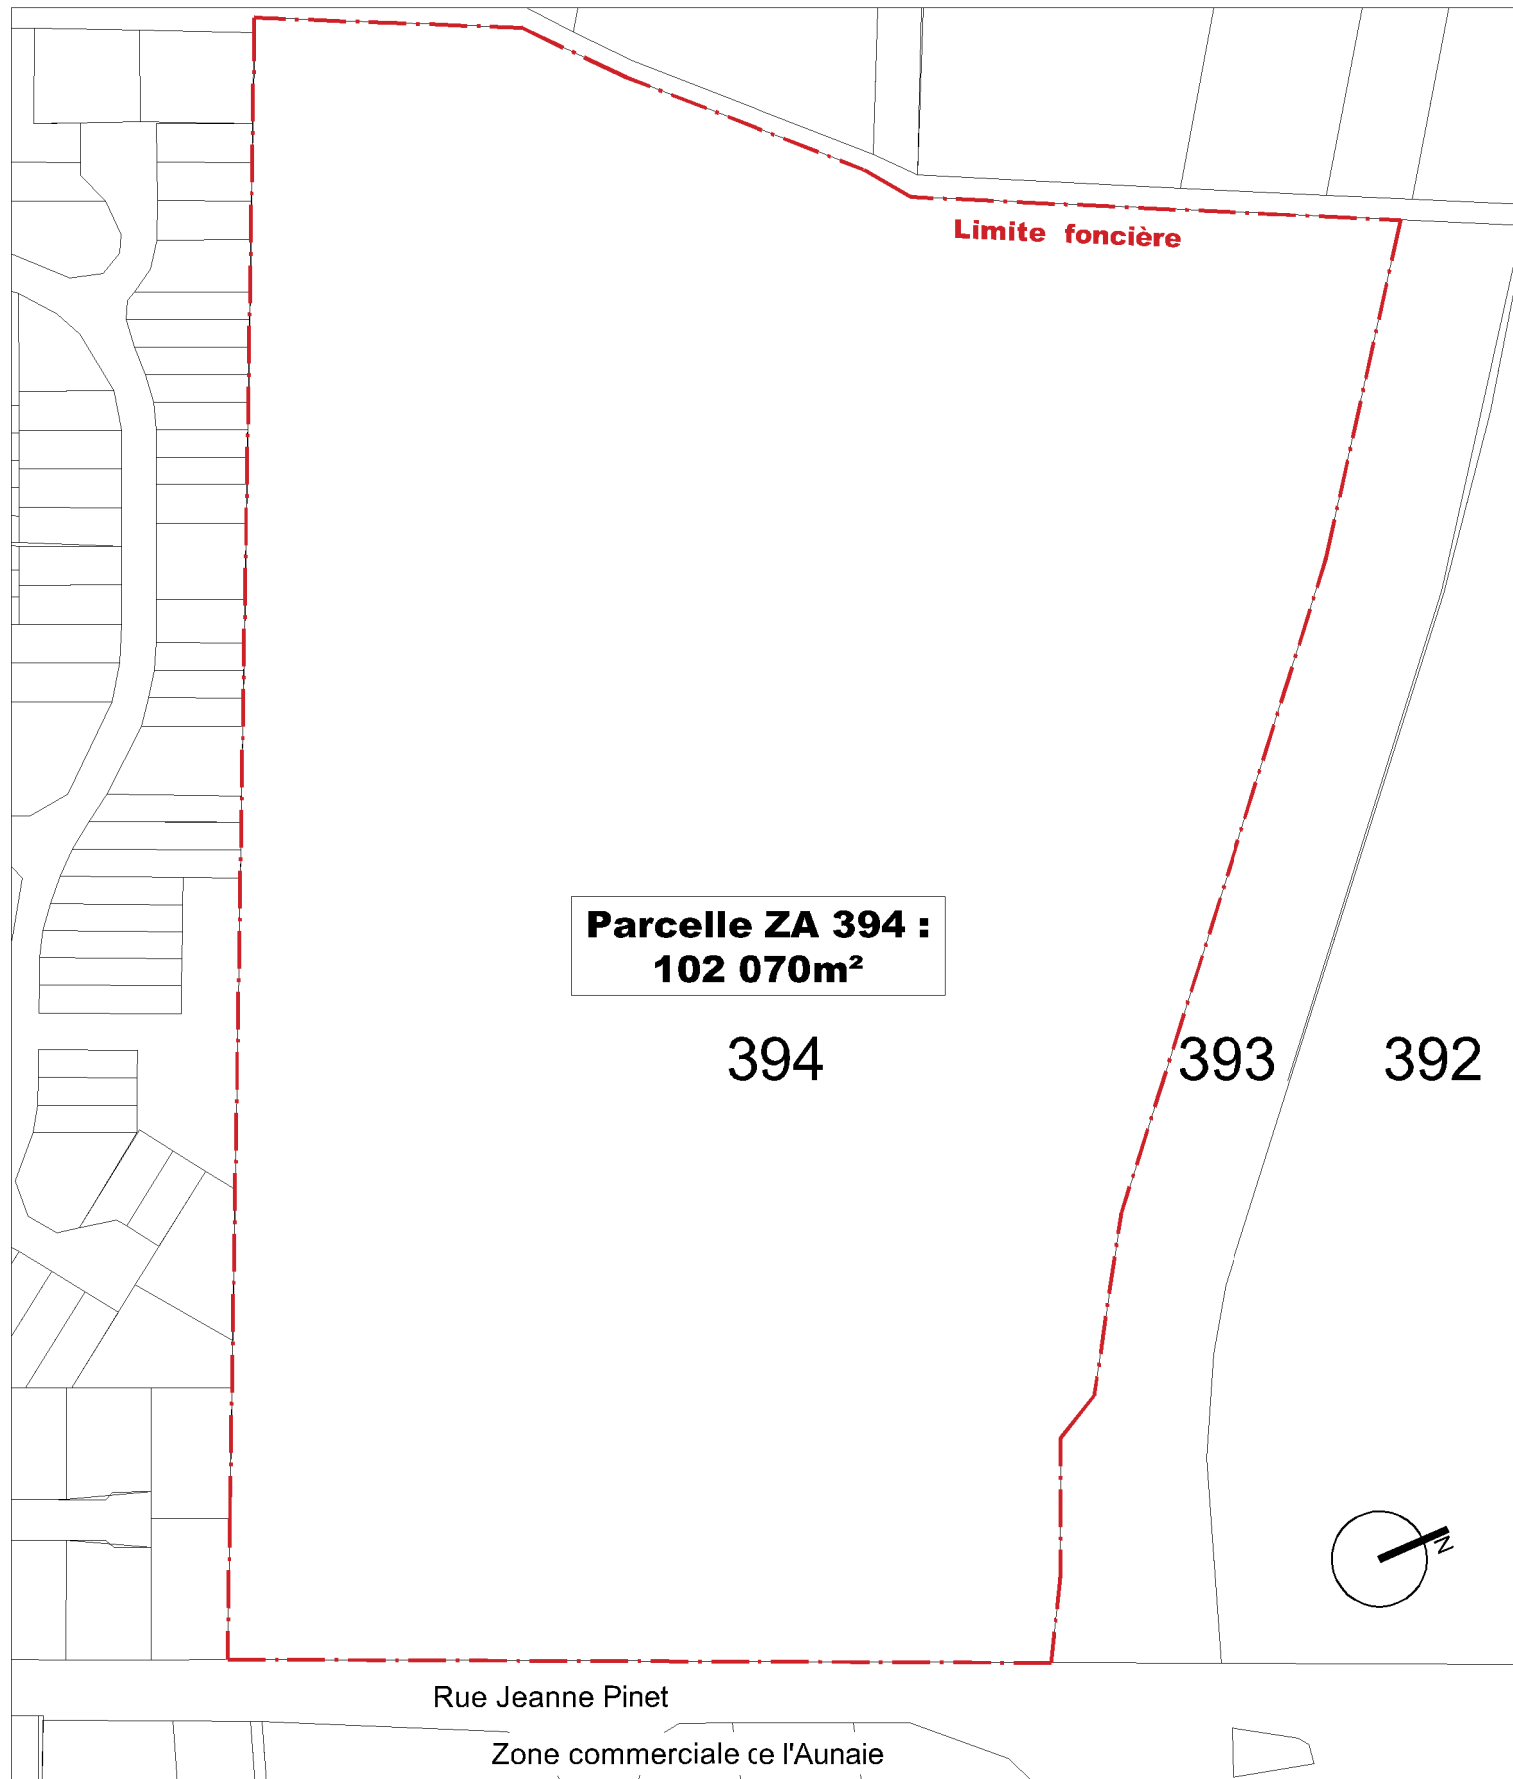 Limite foncière
Parcelle ZA 394 :
102 070m²
394
393
392
N
Rue Jeanne Pinet
Zone commerciale ce l'Aunaie